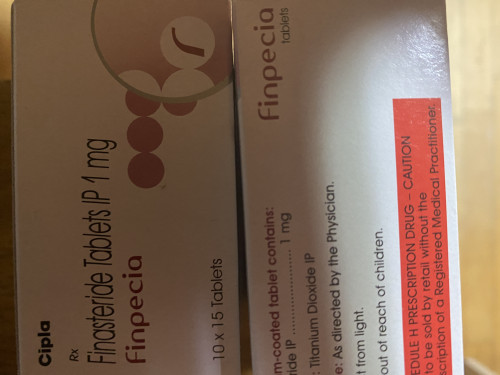 Cipla
Rx
Finasteride Tablets IP 1 mg
Finpecia
10 x 15 Tablets
Finpecia
tablets
m-coated tablet contains:
ride IP ........................ 1 mg
: Titanium Dioxide IP
e: As directed by the Physician.
t from light.
out of reach of children.
EDULE H PRESCRIPTION DRUG – CAUTION
to be sold by retail without the
scription of a Registered Medical Practitioner.